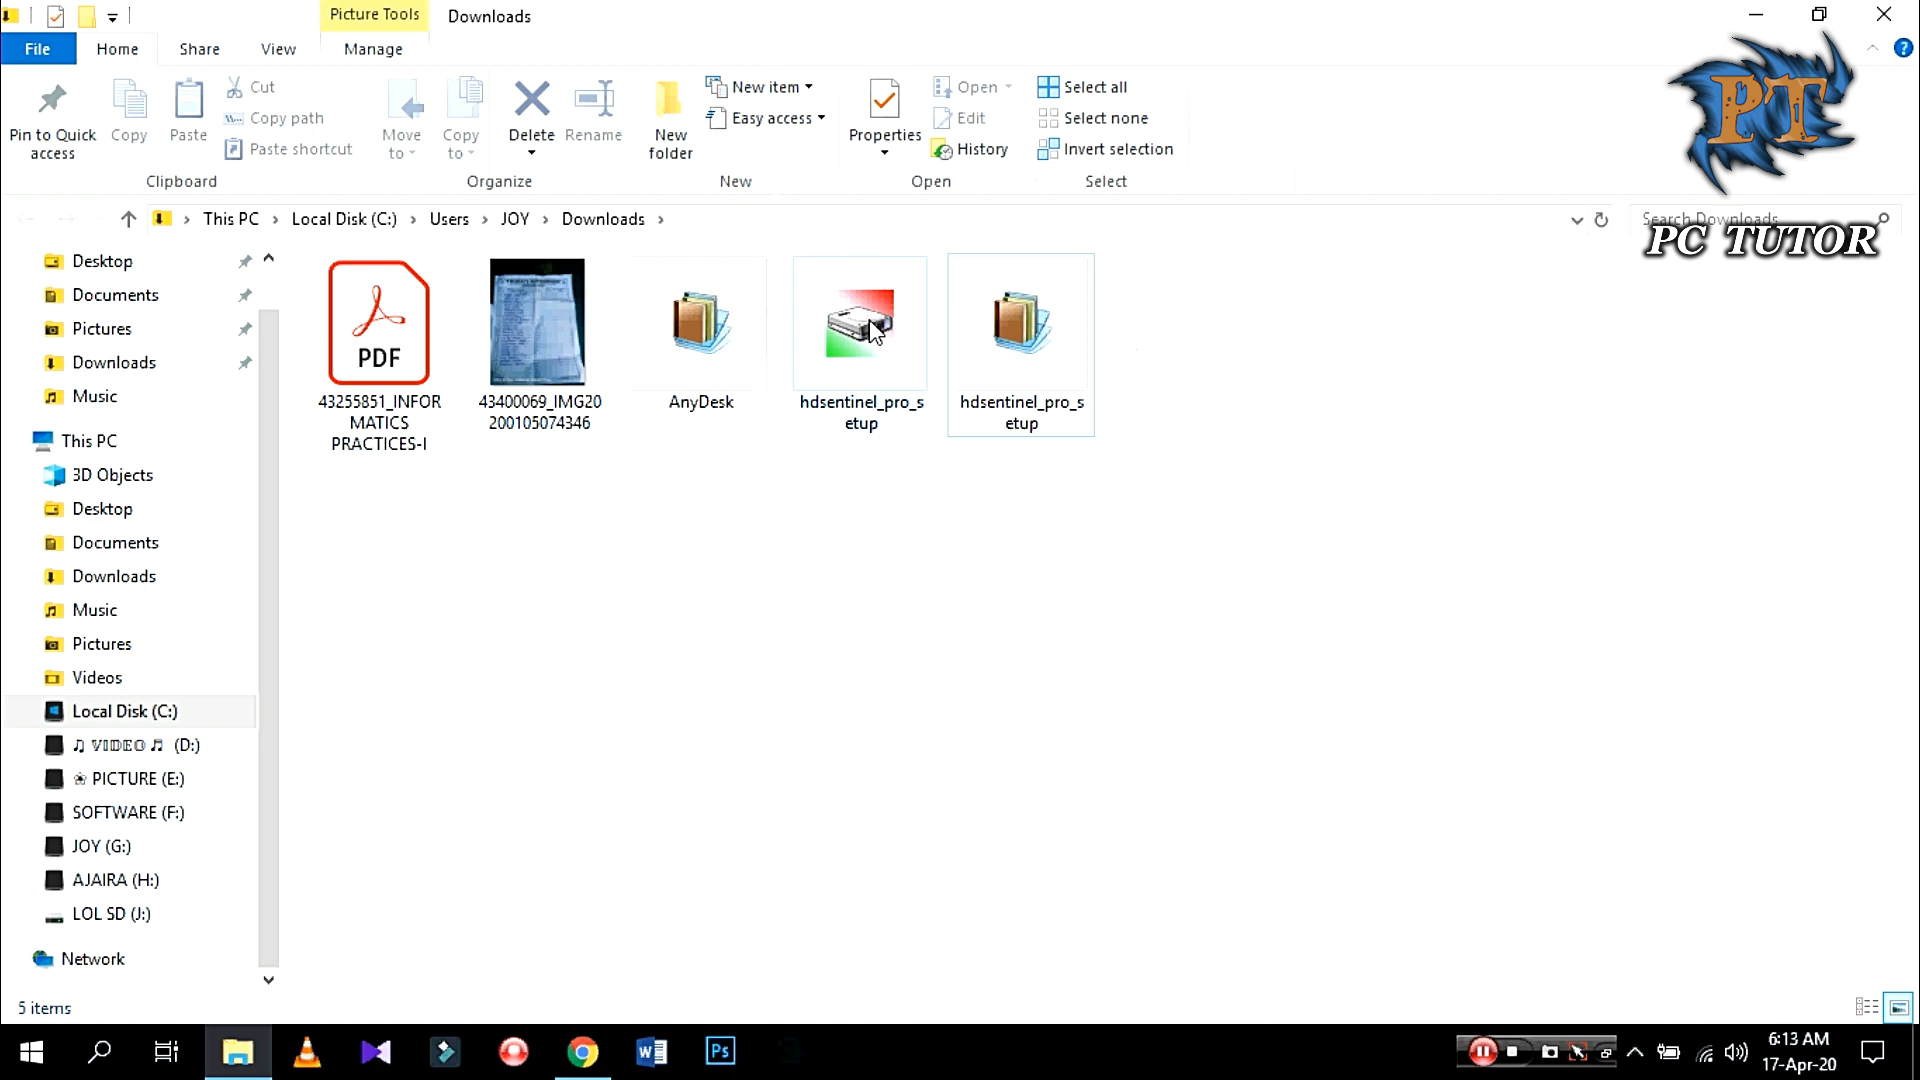 Picture Tools
Downloads
File
Home
Share
View
Manage
Pin to Quick
access
Copy
Paste
Cut
Copy path
Paste shortcut
Clipboard
Move
to
Copy
to
Delete
Rename
Organize
New
folder
New item
Easy access
New
Properties
Open
Edit
History
Open
Select all
Select none
Invert selection
Select
PT
PC TUTOR
This PC
Local Disk (C:)
Users
JOY
Downloads
Search Downloads
Desktop
Documents
Pictures
Downloads
Music
This PC
3D Objects
Desktop
Documents
Downloads
Music
Pictures
Videos
Local Disk (C:)
♫ 𝕍𝕀𝔻𝔼𝕆 ♬ (D:)
❀ PICTURE (E:)
SOFTWARE (F:)
JOY (G:)
AJAIRA (H:)
LOL SD (J:)
Network
PDF
43255851_INFOR
MATICS
PRACTICES-I
43400069_IMG20
200105074346
AnyDesk
hdsentinel_pro_s
etup
hdsentinel_pro_s
etup
5 items
W
Ps
6:13 AM
17-Apr-20